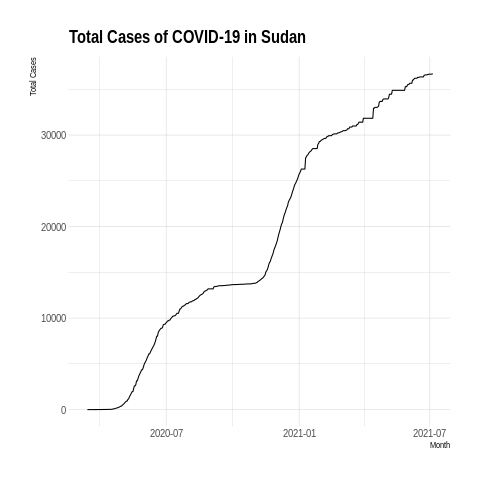 Total Cases of COVID-19 in Sudan
Total Cases
30000
20000
10000
0
2020-07
2021-01
2021-07
Month